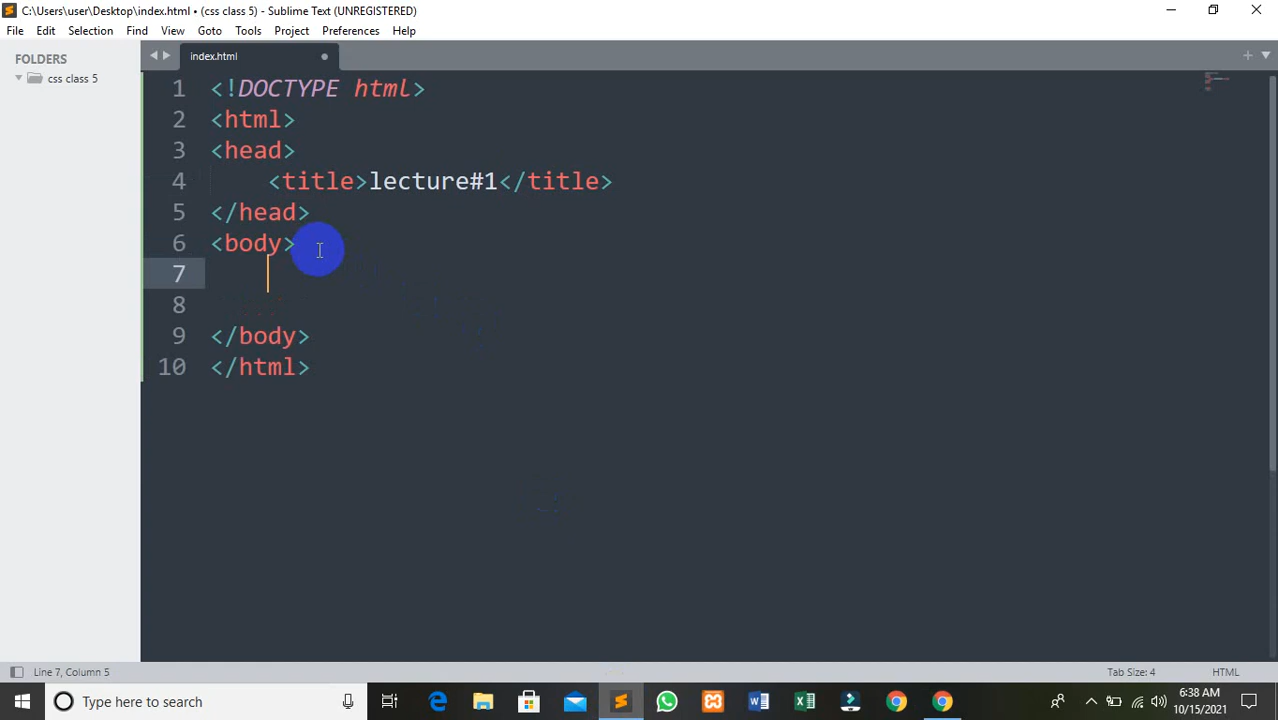 C:\Users\user\Desktop\index.html • (css class 5) - Sublime Text (UNREGISTERED)
File Edit Selection Find View Goto Tools Project Preferences Help
FOLDERS
css class 5
index.html
1 <!DOCTYPE html>
2 <html>
3 <head>
4 <title>lecture#1</title>
5 </head>
6 <body>
7
8
9 </body>
10 </html>
Line 7, Column 5
Tab Size: 4
HTML
Type here to search
6:38 AM
10/15/2021